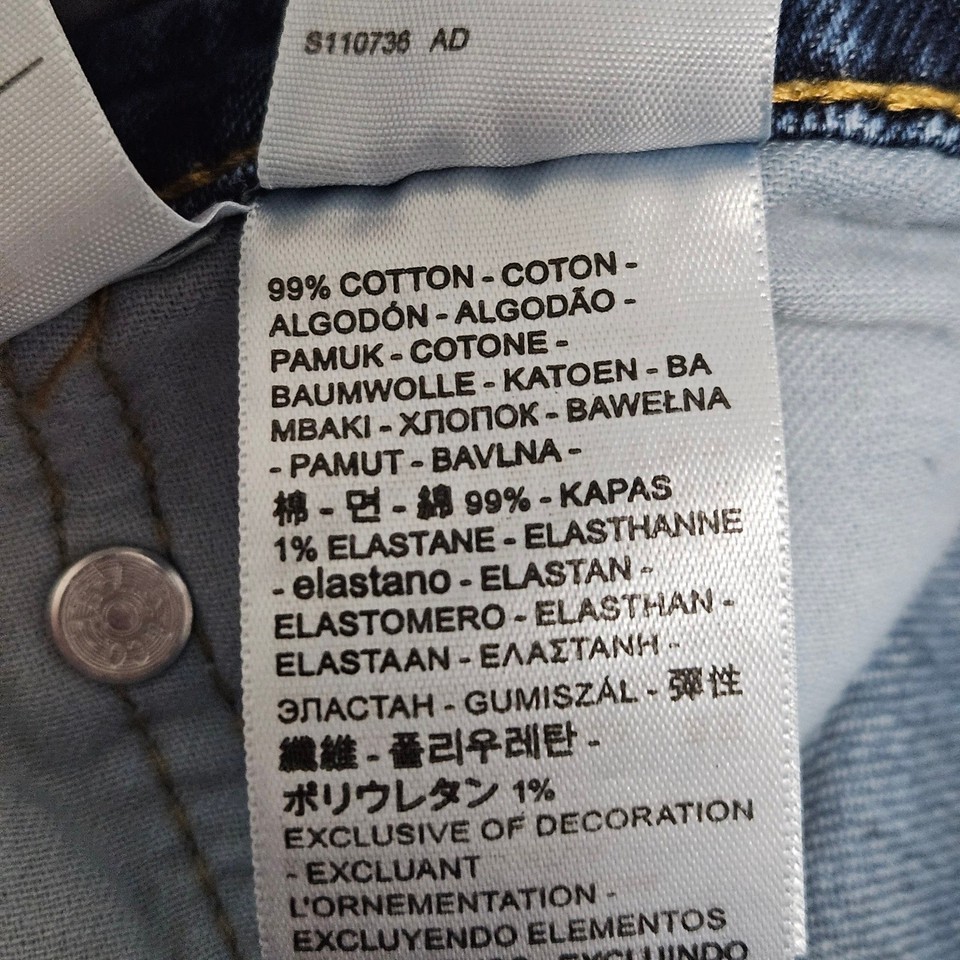 S110736 AD
99% COTTON - COTON -
ALGODÓN - ALGODÃO -
PAMUK - COTONE -
BAUMWOLLE - KATOEN - BA
MBAKI - ХЛОПОК - BAWEŁNA
- PAMUT - BAVLNA -
棉 - 면 - 綿 99% - KAPAS
1% ELASTANE - ELASTHANNE
- elastano - ELASTAN -
ELASTOMERO - ELASTHAN -
ELASTAAN - ΕΛΑΣΤΑΝΗ -
ЭЛАСТАН - GUMISZÁL - 彈性
纖維 - 폴리우레탄 -
ポリウレタン 1%
EXCLUSIVE OF DECORATION
- EXCLUANT
L'ORNEMENTATION -
EXCLUYENDO ELEMENTOS
EXCLUINDO